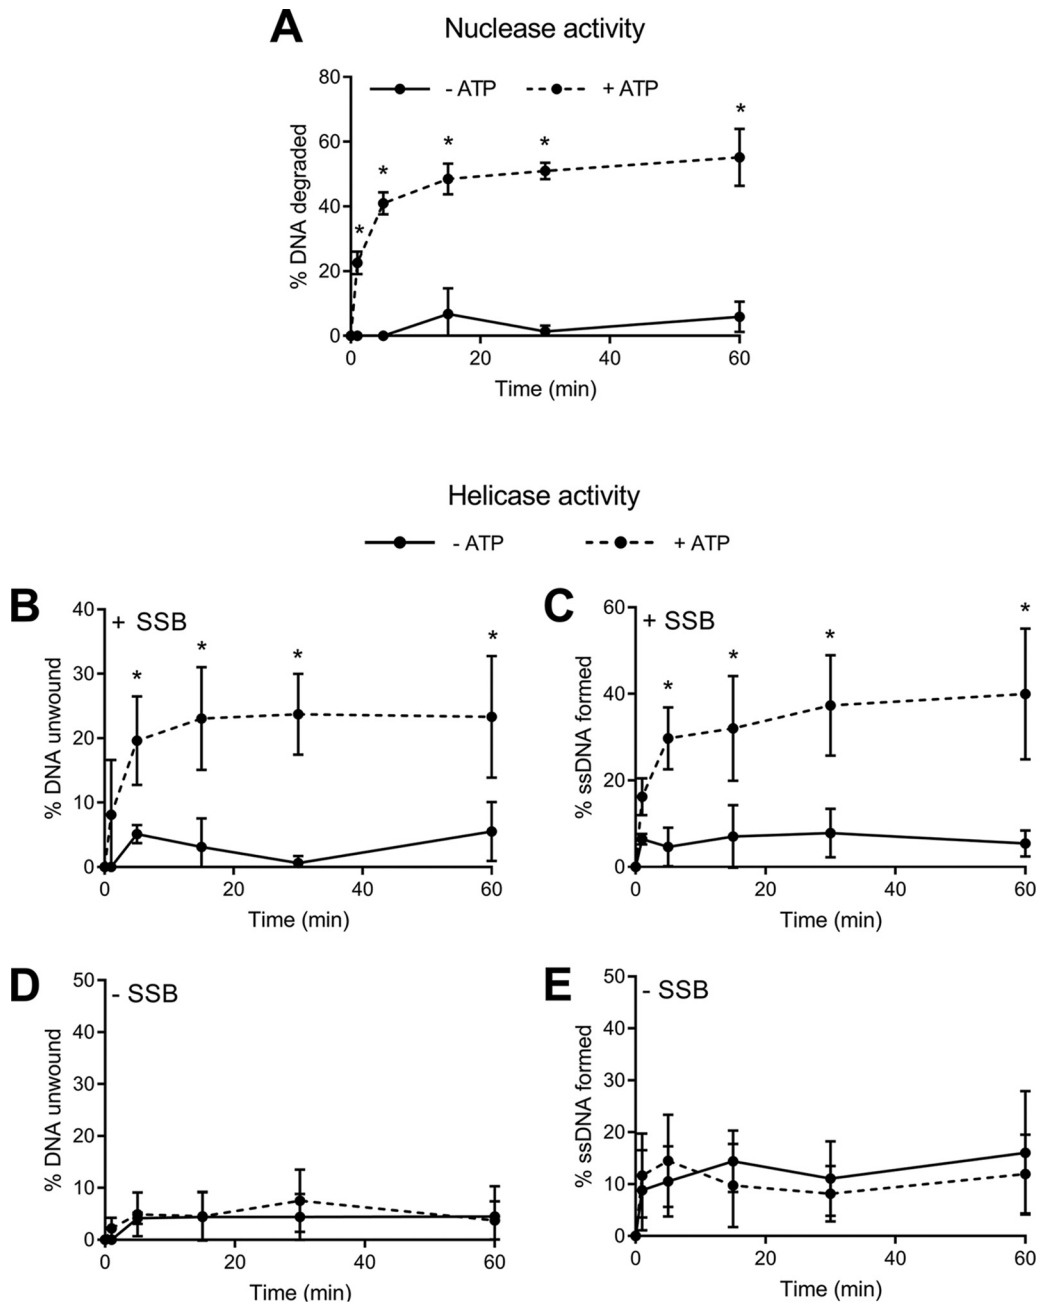 A
Nuclease activity
- ATP
+ ATP
% DNA degraded
80
60
40
20
0
*
*
*
*
*
0
20
40
60
Time (min)
Helicase activity
- ATP
+ ATP
B
+ SSB
% DNA unwound
40
30
20
10
0
*
*
*
*
0
20
40
60
Time (min)
C
+ SSB
% ssDNA formed
60
40
20
0
*
*
*
*
0
20
40
60
Time (min)
D
- SSB
% DNA unwound
50
40
30
20
10
0
0
20
40
60
Time (min)
E
- SSB
% ssDNA formed
50
40
30
20
10
0
0
20
40
60
Time (min)